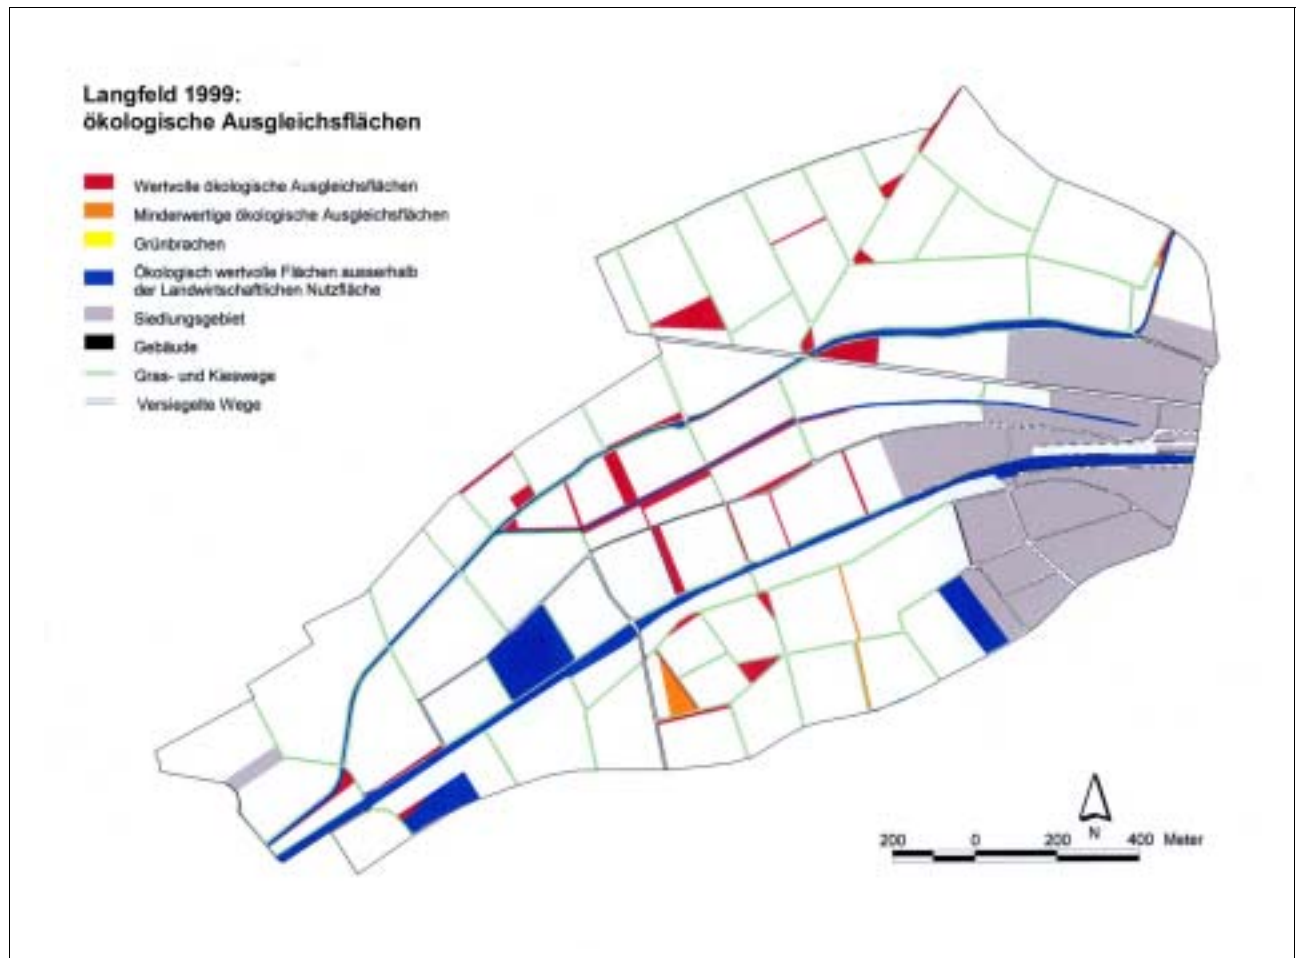 Langfeld 1999:
ökologische Ausgleichsflächen
Wertvolle ökologische Ausgleichsflächen
Minderwertige ökologische Ausgleichsflächen
Grünbrachen
Ökologisch wertvolle Flächen ausserhalb
der Landwirtschaftlichen Nutzfläche
Siedlungsgebiet
Gebäude
Gras- und Kieswege
Versiegelte Wege
200 0 200 400 Meter
N